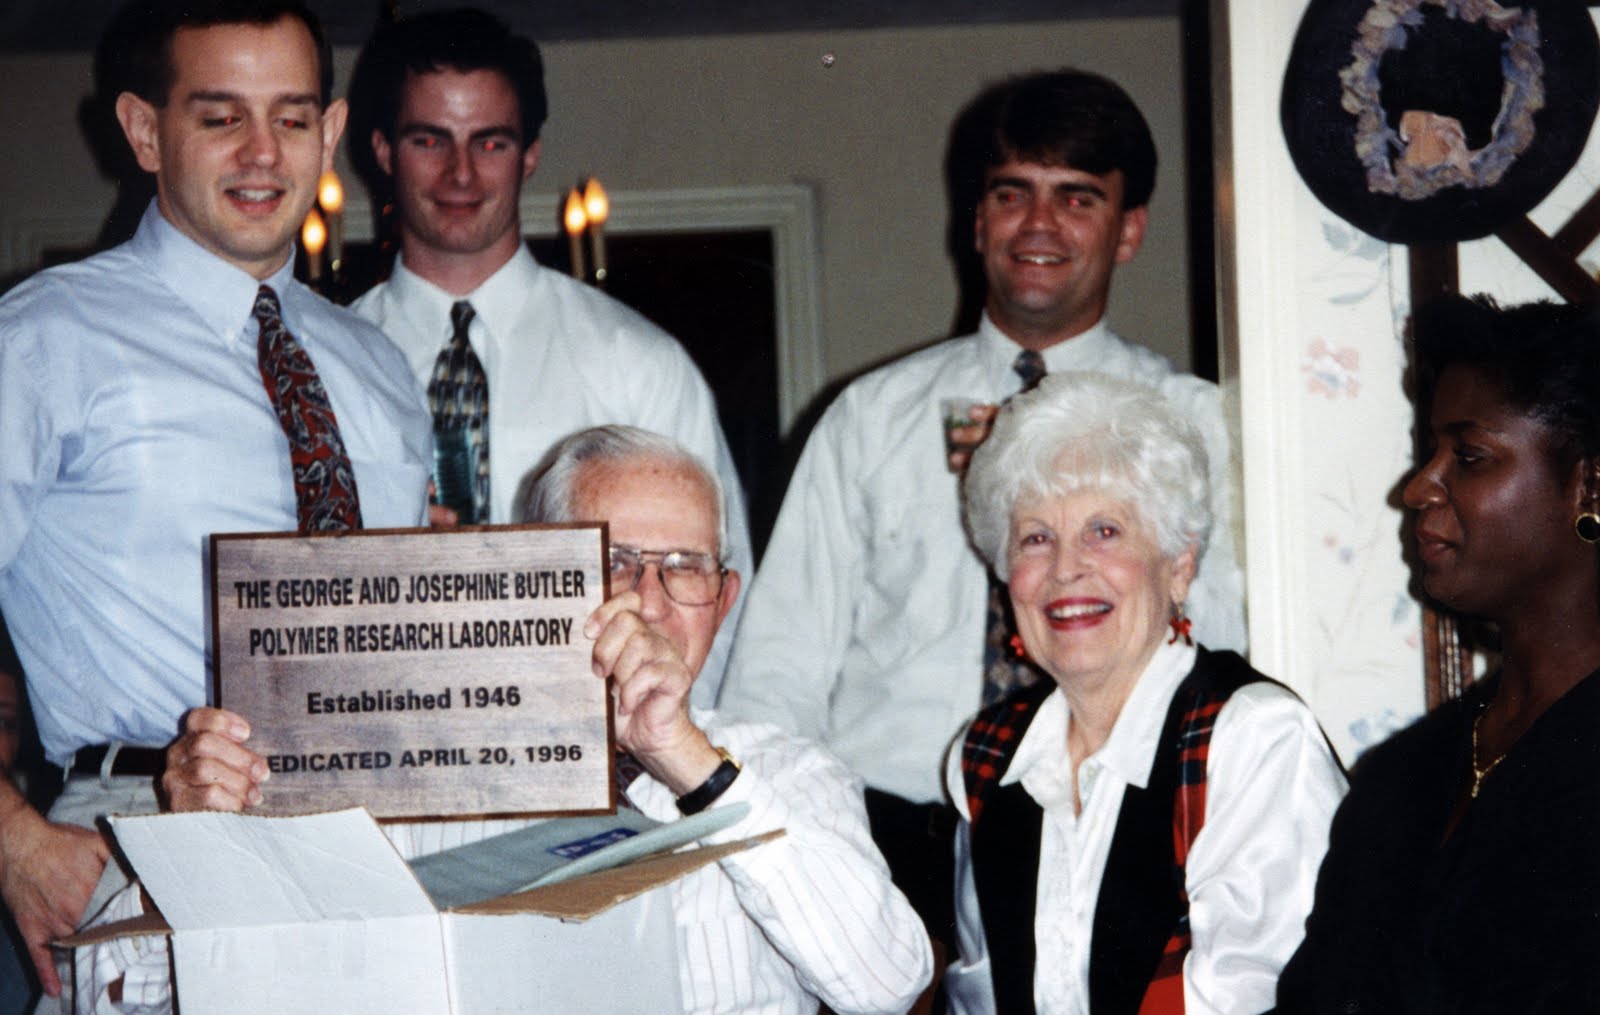 THE GEORGE AND JOSEPHINE BUTLER
POLYMER RESEARCH LABORATORY
Established 1946
EDICATED APRIL 20, 1996